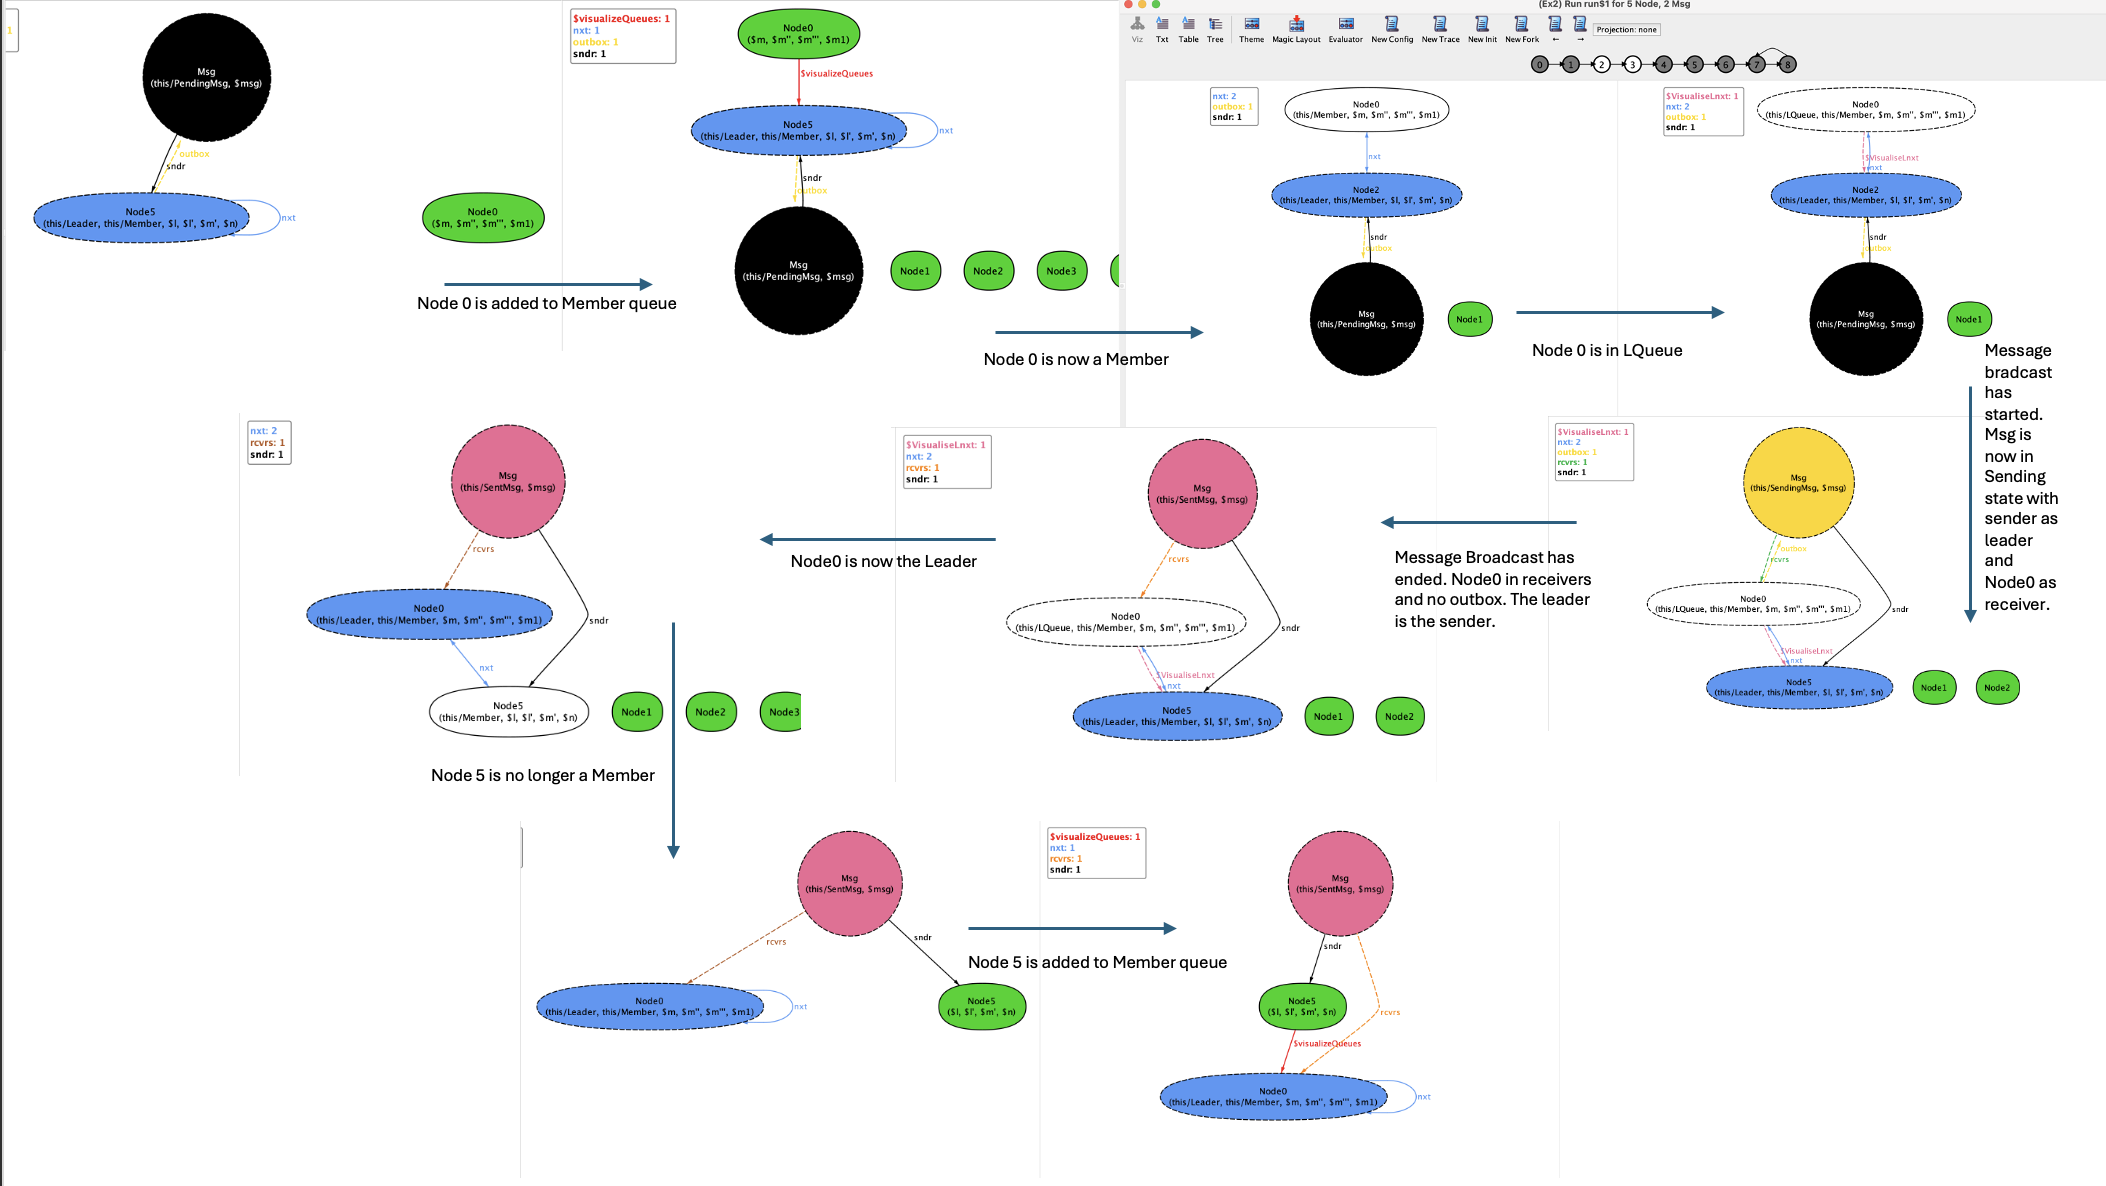 1
Msg
(this/PendingMsg, $msg)
outbox
sndr
Node5
(this/Leader, this/Member, $l, $l', $m', $n)
nxt
Node0
($m, $m", $m"', $m1)
Node 0 is added to Member queue
$visualizeQueues: 1
nxt: 1
outbox: 1
sndr: 1
Node0
($m, $m", $m"', $m1)
$visualizeQueues
Node5
(this/Leader, this/Member, $l, $l', $m', $n)
nxt
sndr
outbox
Msg
(this/PendingMsg, $msg)
Node1
Node2
Node3
Node 0 is now a Member
(Ex2) Run run$1 for 5 Node, 2 Msg
Viz
Txt
Table
Tree
Theme
Magic Layout
Evaluator
New Config
New Trace
New Init
New Fork
←
→
Projection: none
0
1
2
3
4
5
6
7
8
nxt: 2
outbox: 1
sndr: 1
Node0
(this/Member, $m, $m", $m"', $m1)
nxt
Node2
(this/Leader, this/Member, $l, $l', $m', $n)
sndr
outbox
Msg
(this/PendingMsg, $msg)
Node1
Node 0 is in LQueue
$VisualiseLnxt: 1
nxt: 2
outbox: 1
sndr: 1
Node0
(this/LQueue, this/Member, $m, $m", $m"', $m1)
$VisualiseLnxt
nxt
Node2
(this/Leader, this/Member, $l, $l', $m', $n)
sndr
outbox
Msg
(this/PendingMsg, $msg)
Node1
Message
bradcast
has
started.
Msg is
now in
Sending
state with
sender as
leader
and
Node0 as
receiver.
$VisualiseLnxt: 1
nxt: 2
outbox: 1
rcvrs: 1
sndr: 1
Msg
(this/SendingMsg, $msg)
outbox
rcvrs
Node0
(this/LQueue, this/Member, $m, $m", $m"', $m1)
sndr
$VisualiseLnxt
nxt
Node5
(this/Leader, this/Member, $l, $l', $m', $n)
Node1
Node2
Message Broadcast has
ended. Node0 in receivers
and no outbox. The leader
is the sender.
$VisualiseLnxt: 1
nxt: 2
rcvrs: 1
sndr: 1
Msg
(this/SentMsg, $msg)
rcvrs
Node0
(this/LQueue, this/Member, $m, $m", $m"', $m1)
sndr
$VisualiseLnxt
nxt
Node5
(this/Leader, this/Member, $l, $l', $m', $n)
Node1
Node2
Node0 is now the Leader
nxt: 2
rcvrs: 1
sndr: 1
Msg
(this/SentMsg, $msg)
rcvrs
Node0
(this/Leader, this/Member, $m, $m", $m"', $m1)
sndr
nxt
Node5
(this/Member, $l, $l', $m', $n)
Node1
Node2
Node3
Node 5 is no longer a Member
Msg
(this/SentMsg, $msg)
rcvrs
sndr
Node0
(this/Leader, this/Member, $m, $m", $m"', $m1)
nxt
Node5
($l, $l', $m', $n)
Node 5 is added to Member queue
$visualizeQueues: 1
nxt: 1
rcvrs: 1
sndr: 1
Msg
(this/SentMsg, $msg)
sndr
Node5
($l, $l', $m', $n)
rcvrs
$visualizeQueues
Node0
(this/Leader, this/Member, $m, $m", $m"', $m1)
nxt